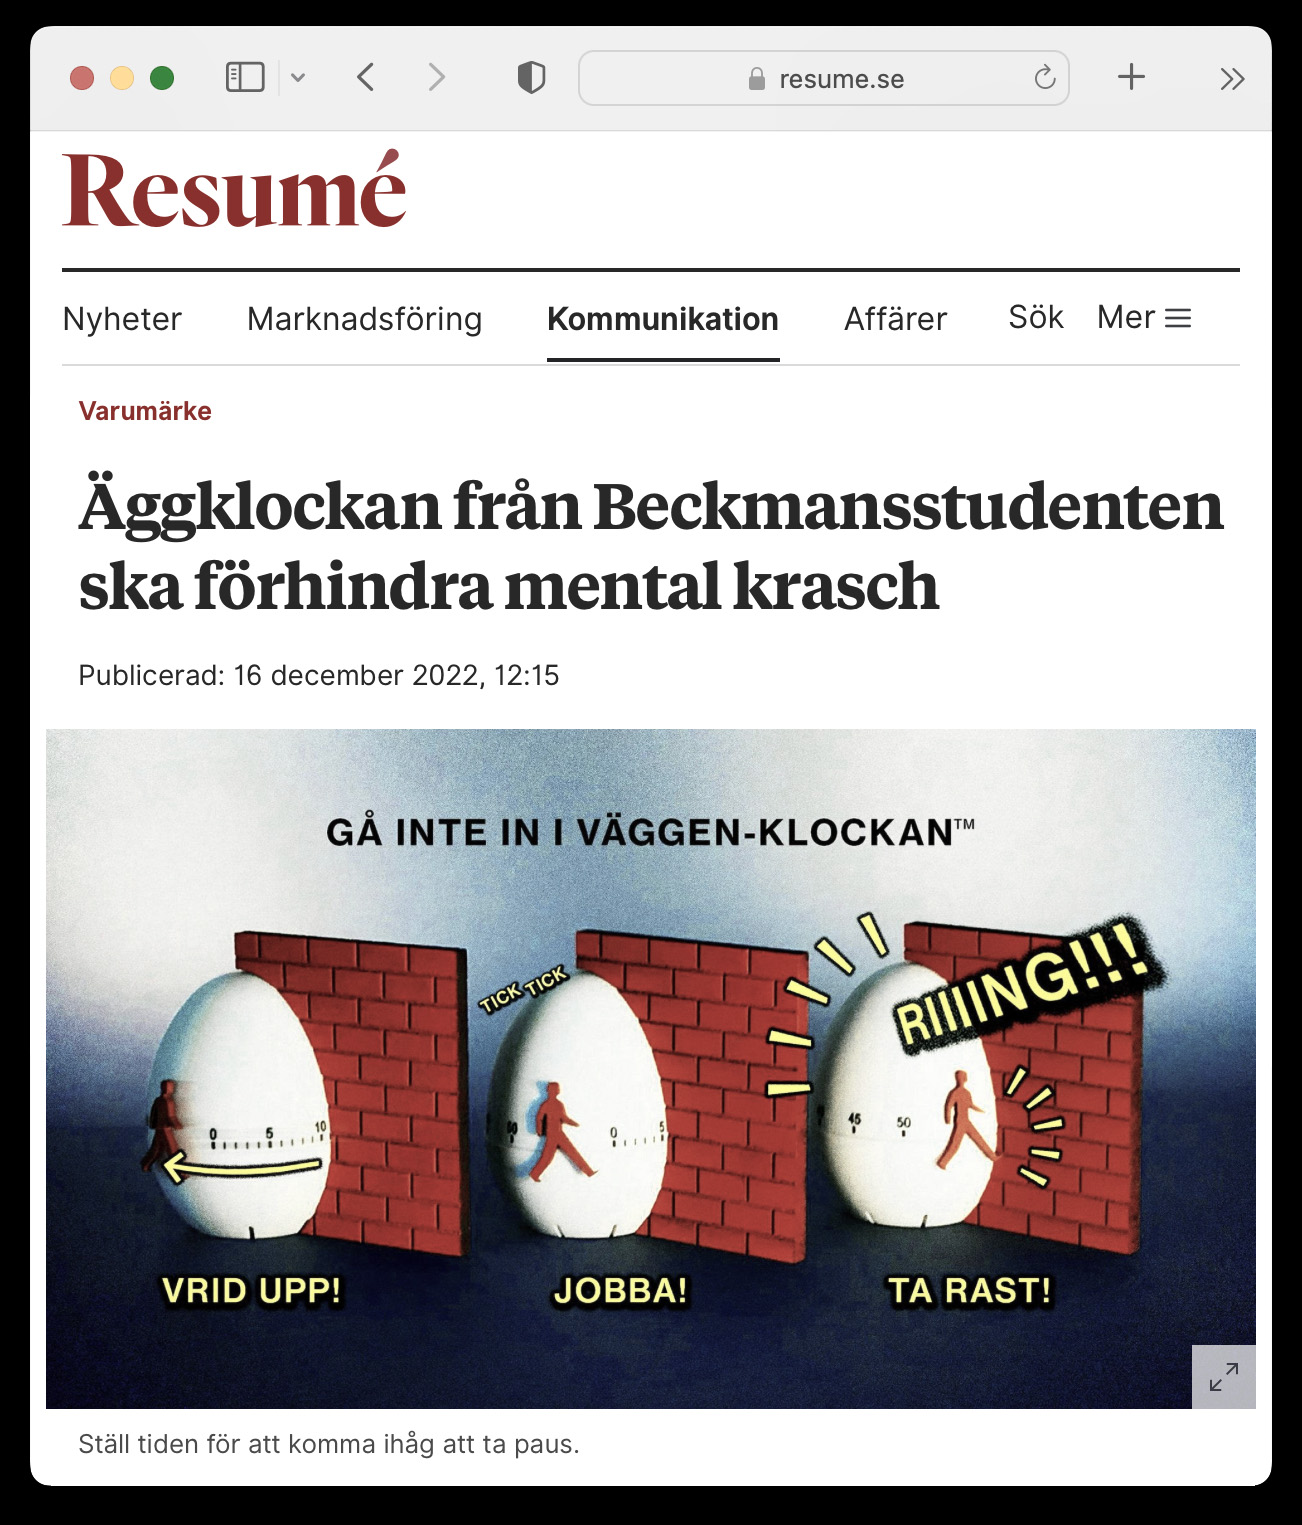 resume.se
Resumé
Nyheter Marknadsföring Kommunikation Affärer Sök Mer
Varumärke
Äggklockan från Beckmansstudenten
ska förhindra mental krasch
Publicerad: 16 december 2022, 12:15
GÅ INTE IN I VÄGGEN-KLOCKAN™
0 5 10
VRID UPP!
TICK TICK
0 5
JOBBA!
RIIIIING!!!
45 50
TA RAST!
Ställ tiden för att komma ihåg att ta paus.